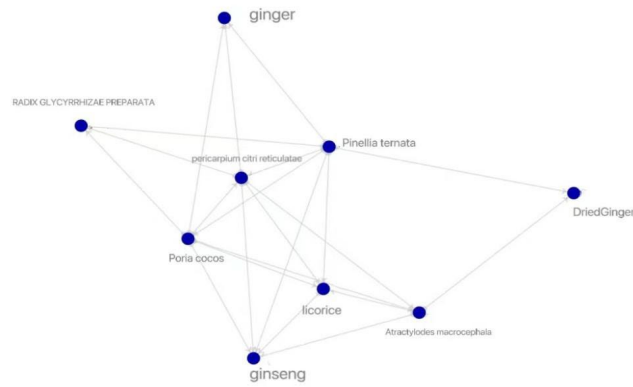 ginger
RADIX GLYCYRRHIZAE PREPARATA
Pinellia ternata
pericarpium citri reticulatae
DriedGinger
Poria cocos
licorice
Atractylodes macrocephala
ginseng